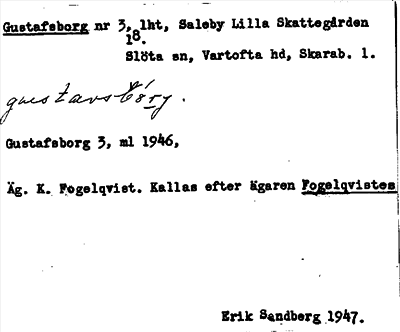 Gustafsborg nr 3, lht, Saleby Lilla Skattegården
18.
Slöta sn, Vartofta hd, Skarab. l.
gustavsbórj.
Gustafsborg 3, ml 1946,
Äg. K. Fogelqvist. Kallas efter ägaren Fogelqvistes
Erik Sandberg 1947.